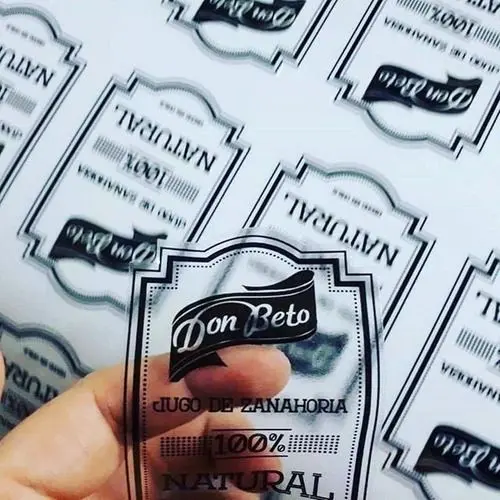 Don Beto
JUGO DE ZANAHORIA
100%
NATURAL